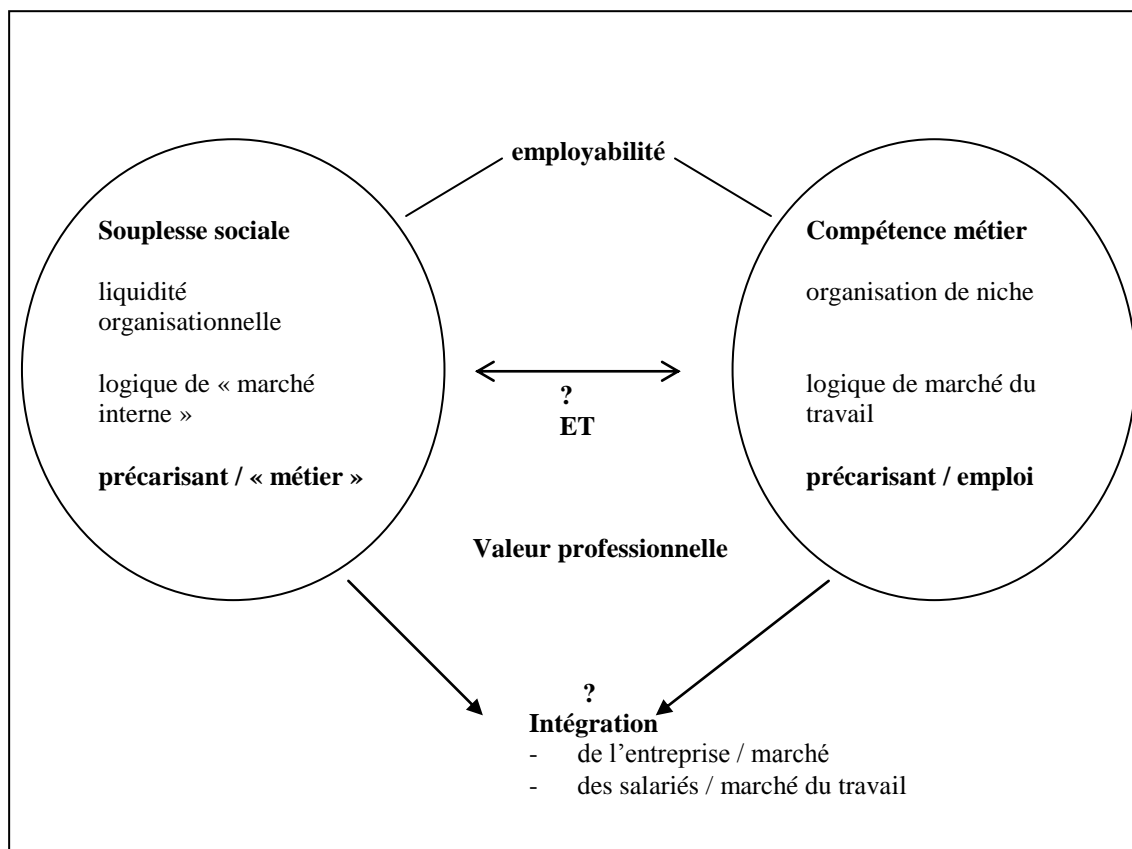 employabilité
Souplesse sociale
liquidité
organisationnelle
logique de « marché
interne »
précarisant / « métier »
Compétence métier
organisation de niche
logique de marché du
travail
précarisant / emploi
?
ET
Valeur professionnelle
?
Intégration
- de l’entreprise / marché
- des salariés / marché du travail